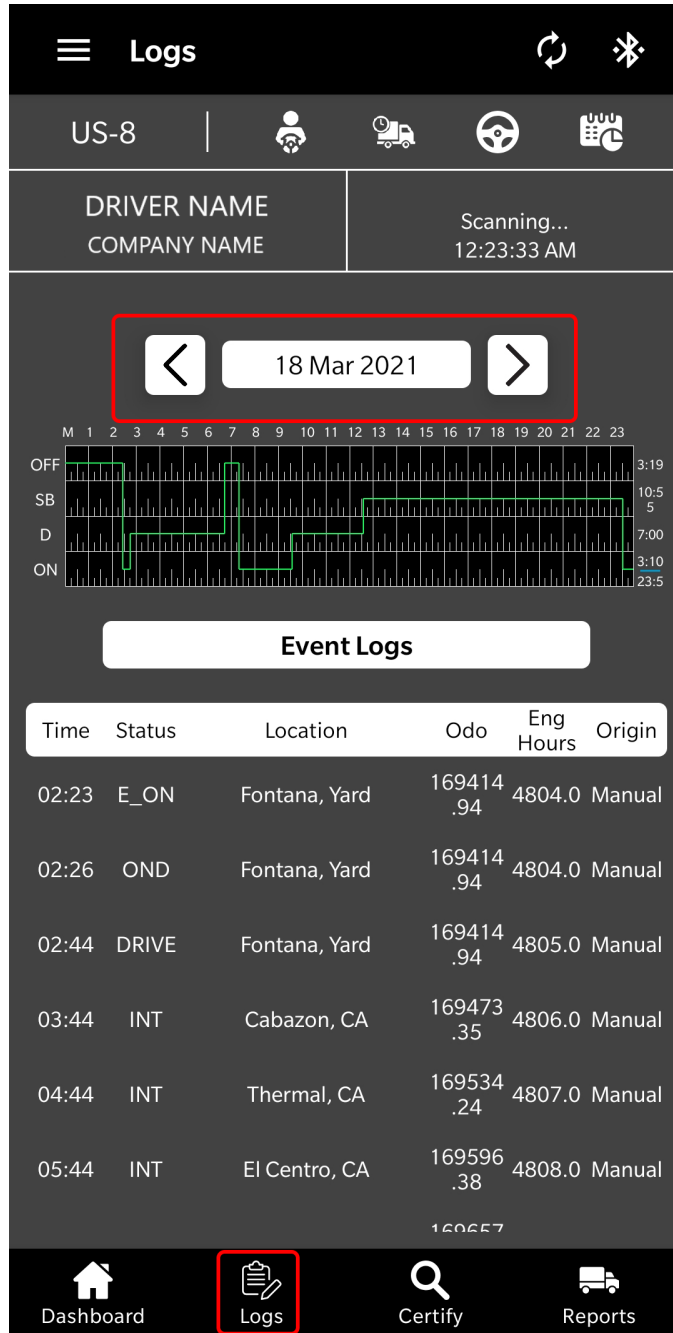 Logs
US-8
DRIVER NAME
COMPANY NAME
Scanning...
12:23:33 AM
18 Mar 2021
M 1 2 3 4 5 6 7 8 9 10 11 12 13 14 15 16 17 18 19 20 21 22 23
OFF 3:19
SB 10:5
5
D 7:00
ON 3:10
23:5
Event Logs
Time Status Location Odo Eng Hours Origin
02:23 E_ON Fontana, Yard 169414.94 4804.0 Manual
02:26 OND Fontana, Yard 169414.94 4804.0 Manual
02:44 DRIVE Fontana, Yard 169414.94 4805.0 Manual
03:44 INT Cabazon, CA 169473.35 4806.0 Manual
04:44 INT Thermal, CA 169534.24 4807.0 Manual
05:44 INT El Centro, CA 169596.38 4808.0 Manual
169657
Dashboard Logs Certify Reports